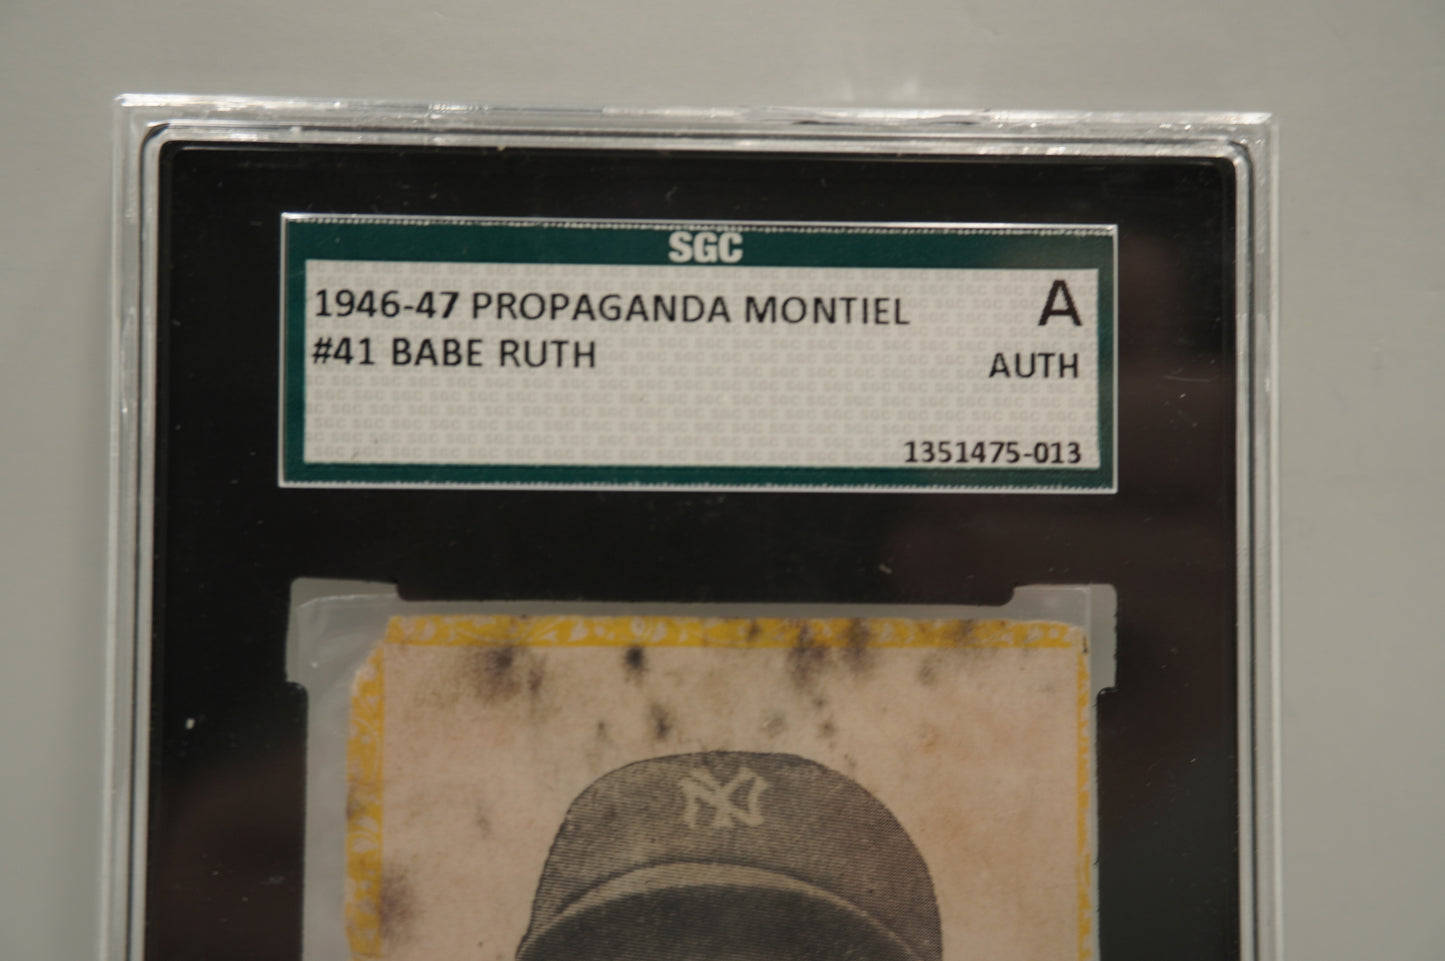 SGC
1946-47 PROPAGANDA MONTIEL A
#41 BABE RUTH AUTH
1351475-013
NY